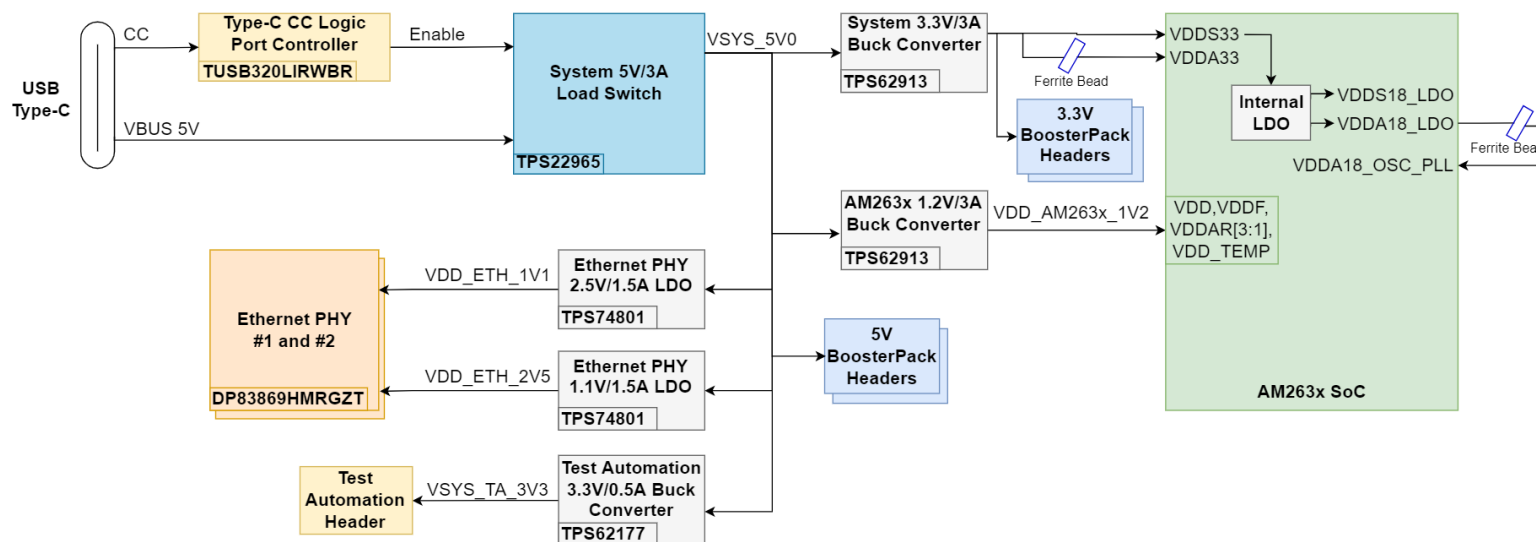 USB
Type-C
CC
VBUS 5V
Type-C CC Logic
Port Controller
TUSB320LIRWBR
Enable
System 5V/3A
Load Switch
TPS22965
VSYS_5V0
System 3.3V/3A
Buck Converter
TPS62913
Ferrite Bead
3.3V
BoosterPack
Headers
VDDS33
VDDA33
Internal
LDO
VDDS18_LDO
VDDA18_LDO
Ferrite Bea
VDDA18_OSC_PLL
AM263x 1.2V/3A
Buck Converter
TPS62913
VDD_AM263x_1V2
VDD,VDDF,
VDDAR[3:1],
VDD_TEMP
AM263x SoC
Ethernet PHY
#1 and #2
DP83869HMRGZT
VDD_ETH_1V1
Ethernet PHY
2.5V/1.5A LDO
TPS74801
VDD_ETH_2V5
Ethernet PHY
1.1V/1.5A LDO
TPS74801
5V
BoosterPack
Headers
Test
Automation
Header
VSYS_TA_3V3
Test Automation
3.3V/0.5A Buck
Converter
TPS62177